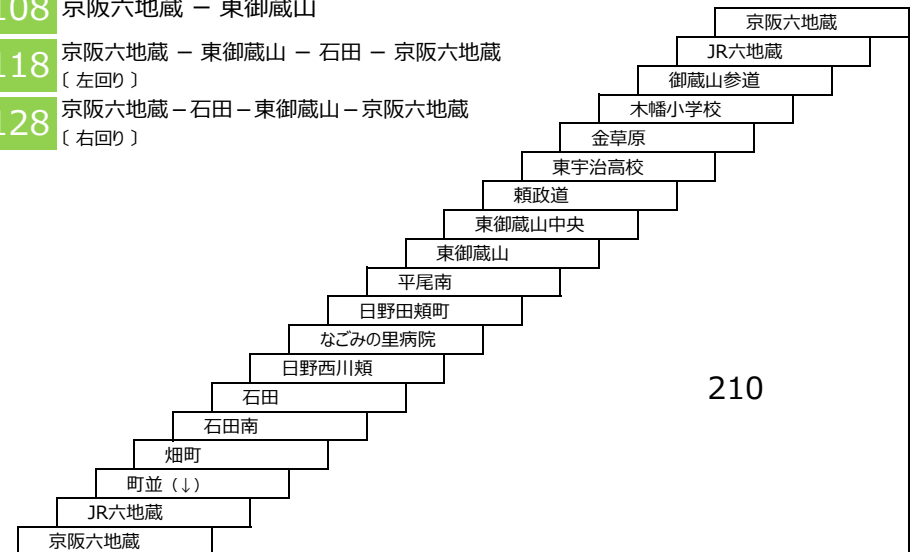 108 京阪六地蔵 － 東御蔵山
118 京阪六地蔵 － 東御蔵山 － 石田 － 京阪六地蔵
〔 左回り 〕
128 京阪六地蔵－石田－東御蔵山－京阪六地蔵
〔 右回り 〕
京阪六地蔵
JR六地蔵
御蔵山参道
木幡小学校
金草原
東宇治高校
頼政道
東御蔵山中央
東御蔵山
平尾南
日野田頬町
なごみの里病院
日野西川頬
石田
石田南
畑町
町並（↓）
JR六地蔵
京阪六地蔵
210